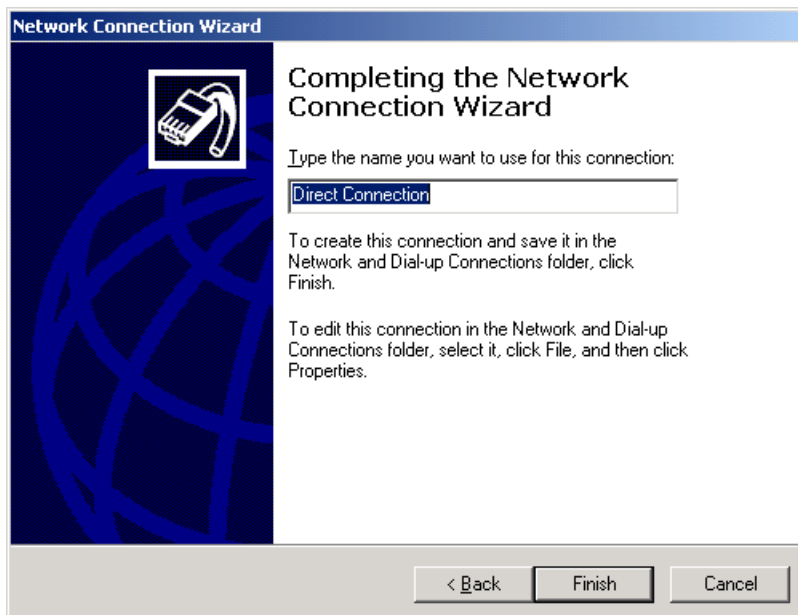 Network Connection Wizard
Completing the Network
Connection Wizard
Type the name you want to use for this connection:
Direct Connection
To create this connection and save it in the
Network and Dial-up Connections folder, click
Finish.
To edit this connection in the Network and Dial-up
Connections folder, select it, click File, and then click
Properties.
< Back
Finish
Cancel